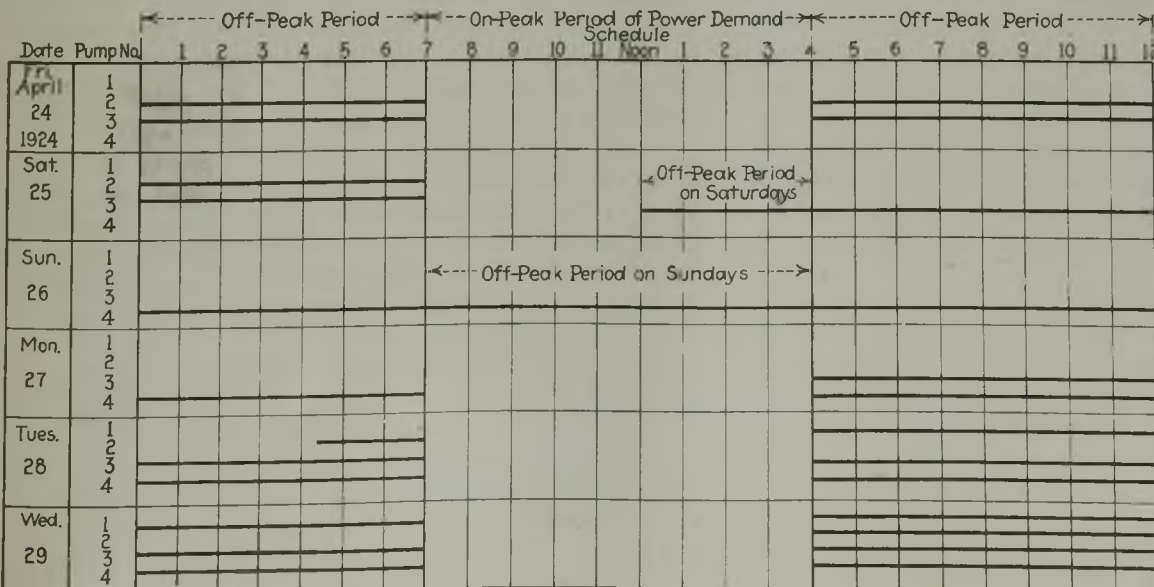 Off-Peak Period On-Peak Period of Power Demand Off-Peak Period
Schedule
Date Pump No. 1 2 3 4 5 6 7 8 9 10 11 Noon 1 2 3 4 5 6 7 8 9 10 11 12
Fri.
April
24
1924
1
2
3
4
Sat.
25
1
2
3
4
Off-Peak Period
on Saturdays
Sun.
26
1
2
3
4
Off-Peak Period on Sundays
Mon.
27
1
2
3
4
Tues.
28
1
2
3
4
Wed.
29
1
2
3
4